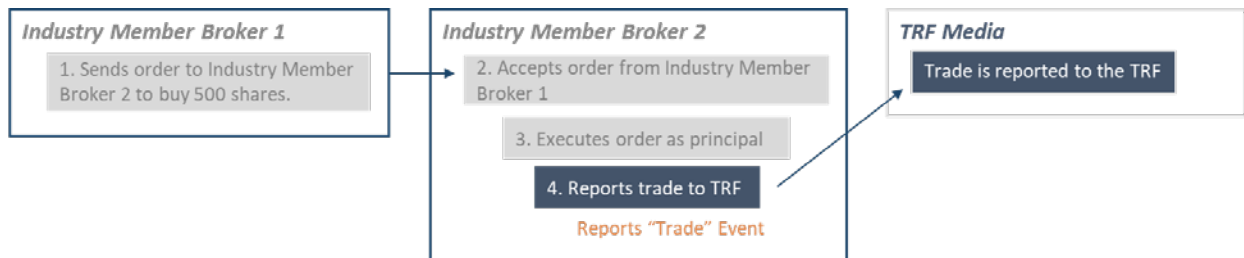 Industry Member Broker 1
1. Sends order to Industry Member
Broker 2 to buy 500 shares.
Industry Member Broker 2
2. Accepts order from Industry Member
Broker 1
3. Executes order as principal
4. Reports trade to TRF
Reports “Trade” Event
TRF Media
Trade is reported to the TRF